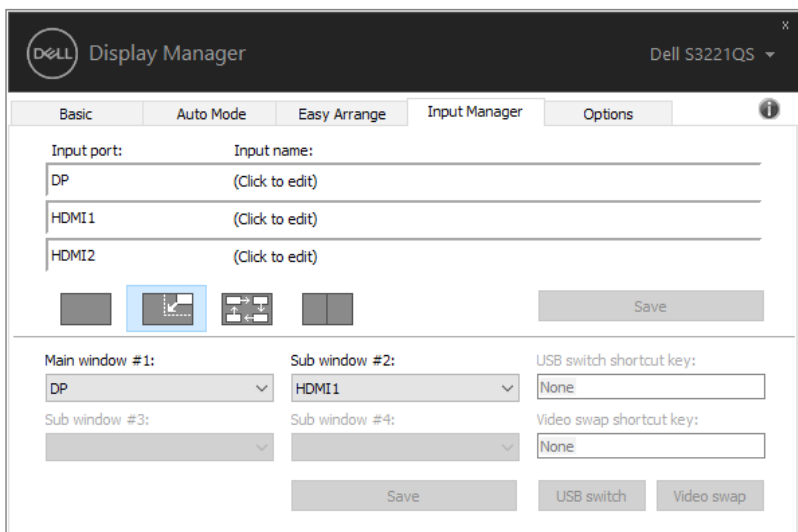 x
DELL Display Manager Dell S3221QS
Basic Auto Mode Easy Arrange Input Manager Options i
Input port: Input name:
DP (Click to edit)
HDMI1 (Click to edit)
HDMI2 (Click to edit)
Save
Main window #1: Sub window #2: USB switch shortcut key:
DP HDMI1 None
Sub window #3: Sub window #4: Video swap shortcut key:
None
Save USB switch Video swap